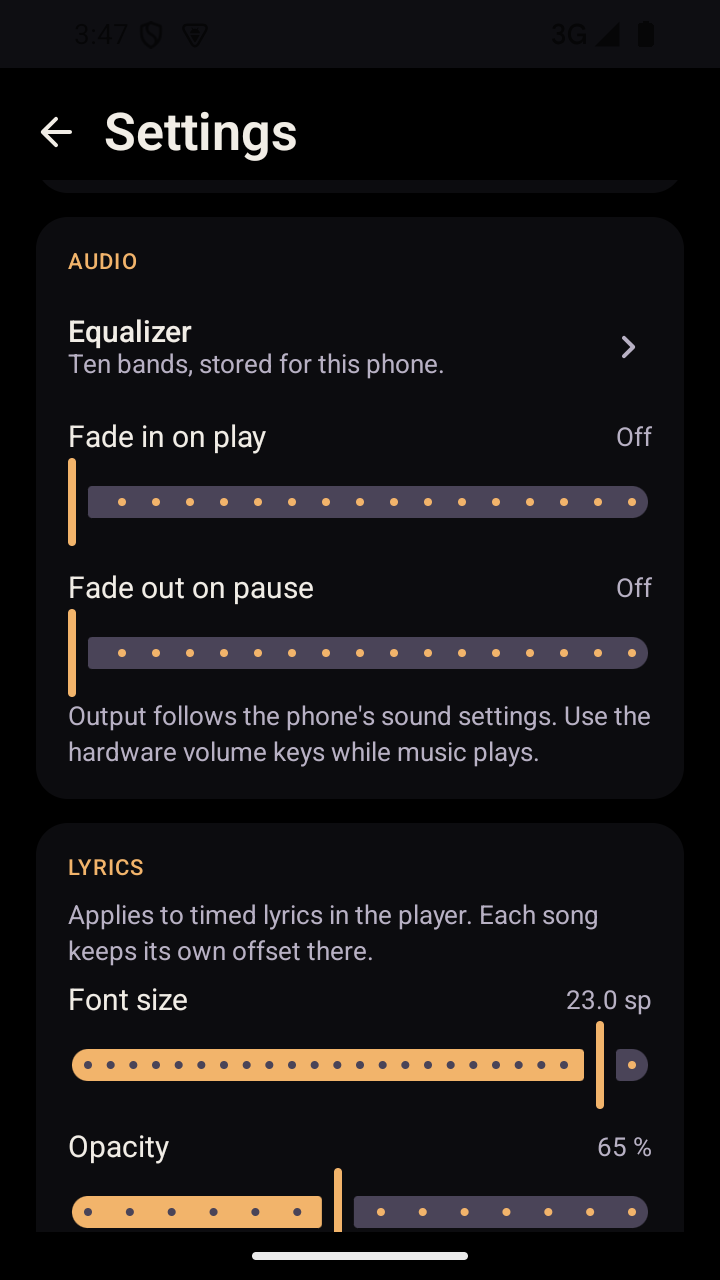 3:47 3G
Settings
AUDIO
Equalizer
Ten bands, stored for this phone.
Fade in on play Off
Fade out on pause Off
Output follows the phone's sound settings. Use the
hardware volume keys while music plays.
LYRICS
Applies to timed lyrics in the player. Each song
keeps its own offset there.
Font size 23.0 sp
Opacity 65 %